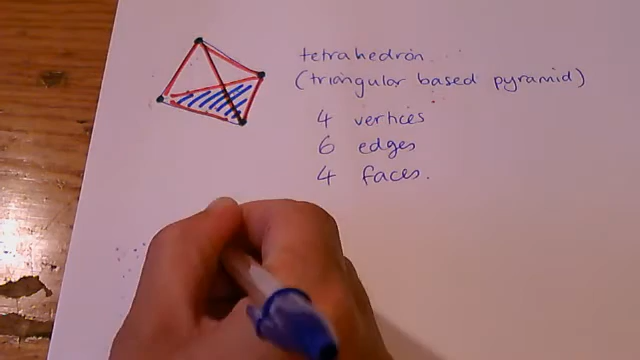 tetrahedron
(triangular based pyramid)
4 vertices
6 edges
4 faces.